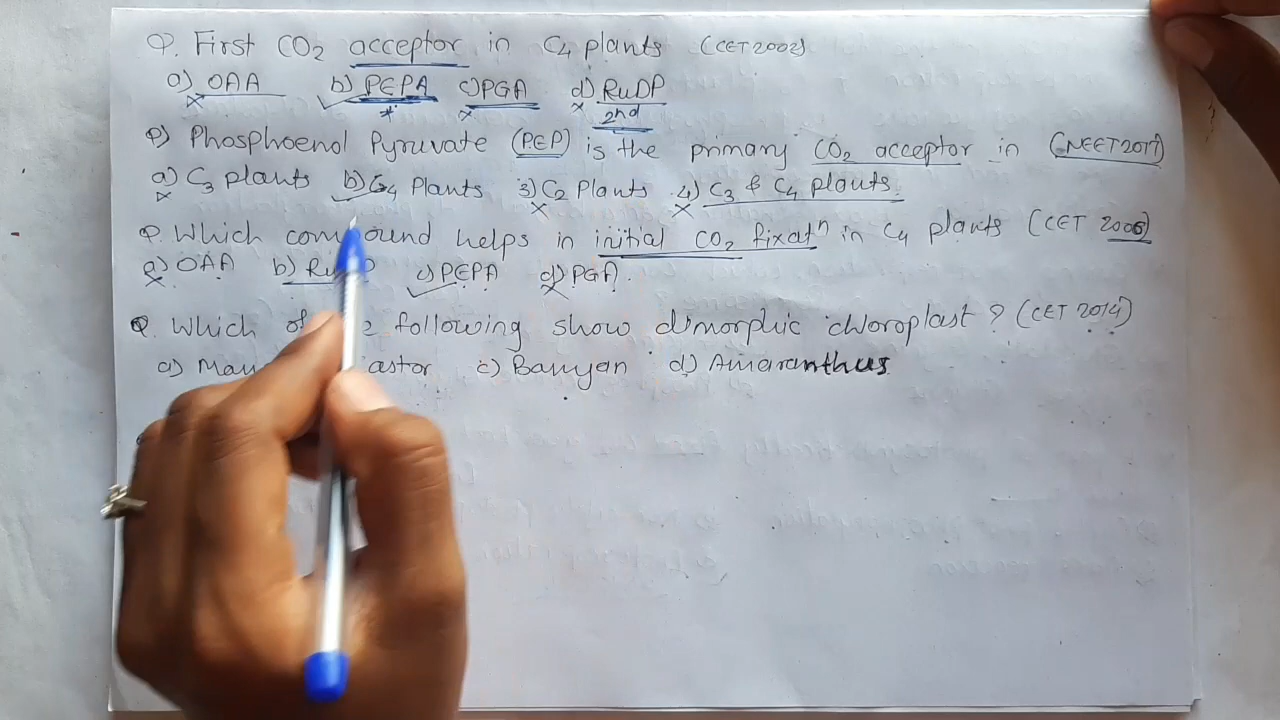 Q. First CO2 acceptor in C4 plants (CET 2002)
a) OAA b) PEPA c) PGA d) RuDP
2nd
Q) Phosphoenol Pyruvate (PEP) is the primary CO2 acceptor in (NEET 2017)
a) C3 plants b) C4 Plants 3) C2 Plants 4) C3 & C4 plants.
Q. Which compound helps in initial CO2 fixatn in C4 plants (CET 2006)
a) OAA b) c) PEPA d) PGA.
Q. Which of following show dimorphic chloroplast ? (CET 2014)
a) c) Banyan d) Amaranthus